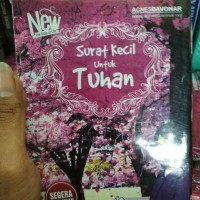 New
AGNES DAVONAR
Surat Kecil
untuk
Tuhan
SEGERA